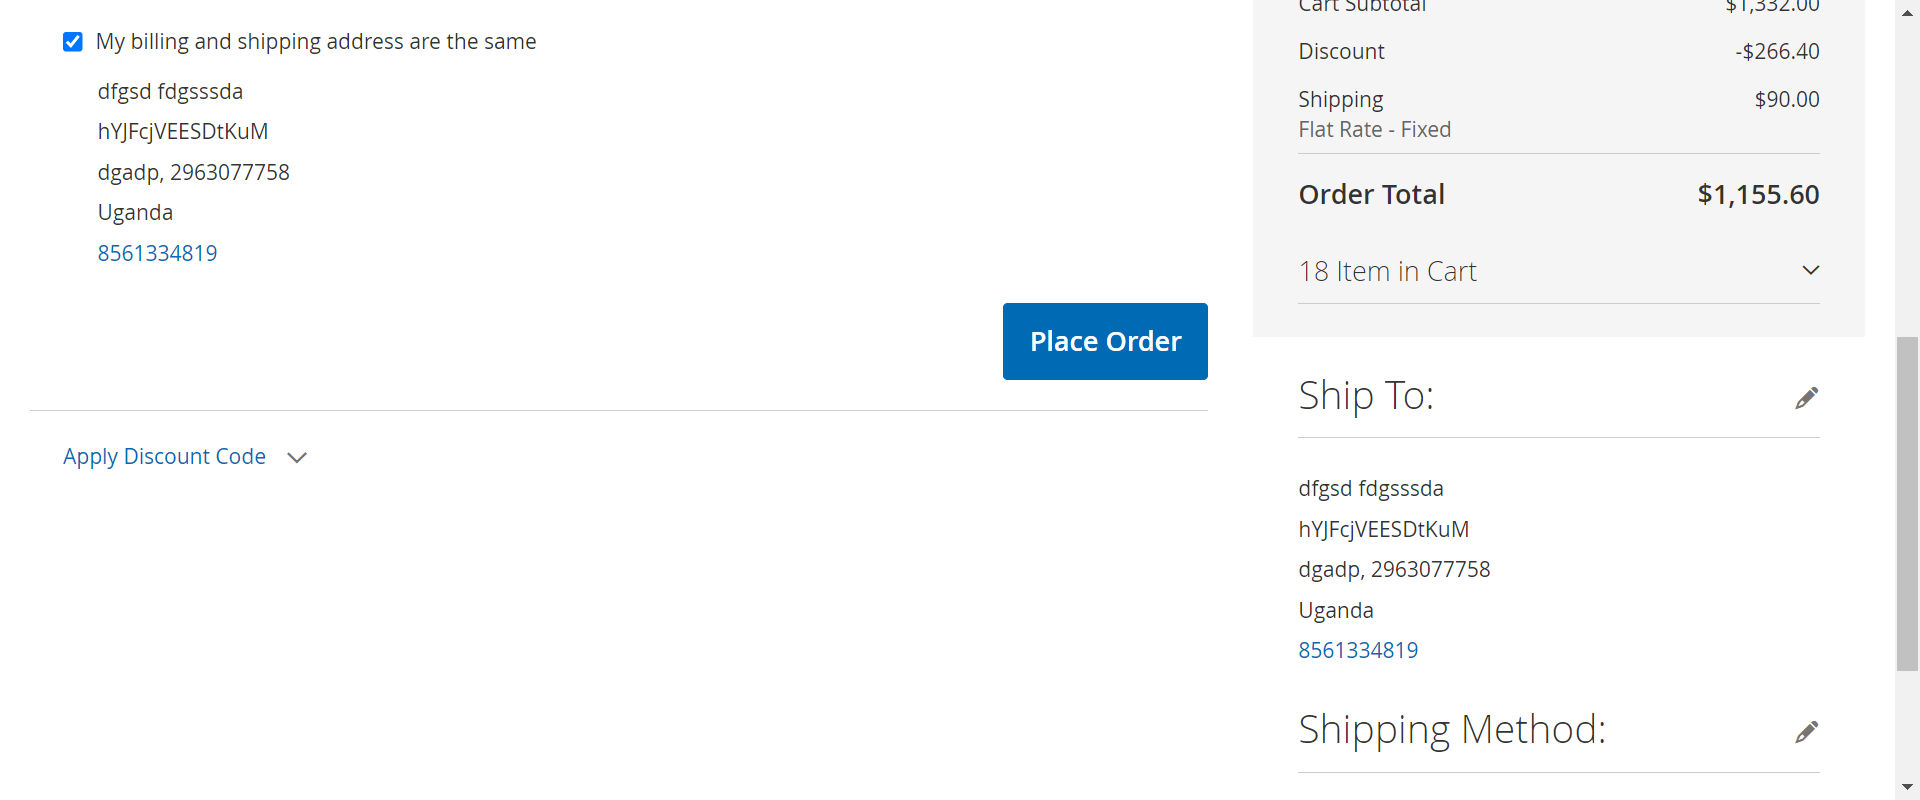 My billing and shipping address are the same
dfgsd fdgsssda
hYJFcjVEESDtKuM
dgadp, 2963077758
Uganda
8561334819
Place Order
Apply Discount Code
Cart Subtotal $1,332.00
Discount -$266.40
Shipping $90.00
Flat Rate - Fixed
Order Total $1,155.60
18 Item in Cart
Ship To:
dfgsd fdgsssda
hYJFcjVEESDtKuM
dgadp, 2963077758
Uganda
8561334819
Shipping Method: